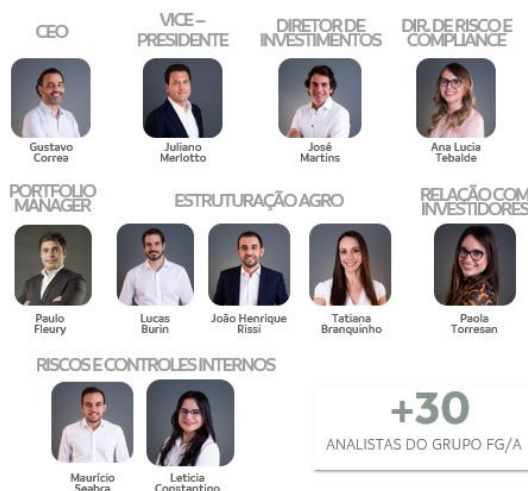 CEO
VICE –
PRESIDENTE
DIRETOR DE
INVESTIMENTOS
DIR. DE RISCO E
COMPLIANCE
Gustavo
Correa
Juliano
Merlotto
José
Martins
Ana Lucia
Tebalde
PORTFOLIO
MANAGER
ESTRUTURAÇÃO AGRO
RELAÇÃO COM
INVESTIDORES
Paulo
Fleury
Lucas
Burin
João Henrique
Rissi
Tatiana
Branquinho
Paola
Torresan
RISCOS E CONTROLES INTERNOS
Maurício
Seabra
Leticia
Constantino
+30
ANALISTAS DO GRUPO FG/A